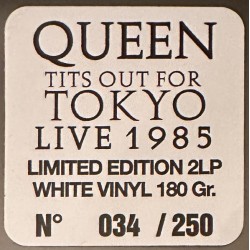 QUEEN
TITS OUT FOR
TOKYO
LIVE 1985
LIMITED EDITION 2LP
WHITE VINYL 180 Gr.
N° 034 / 250